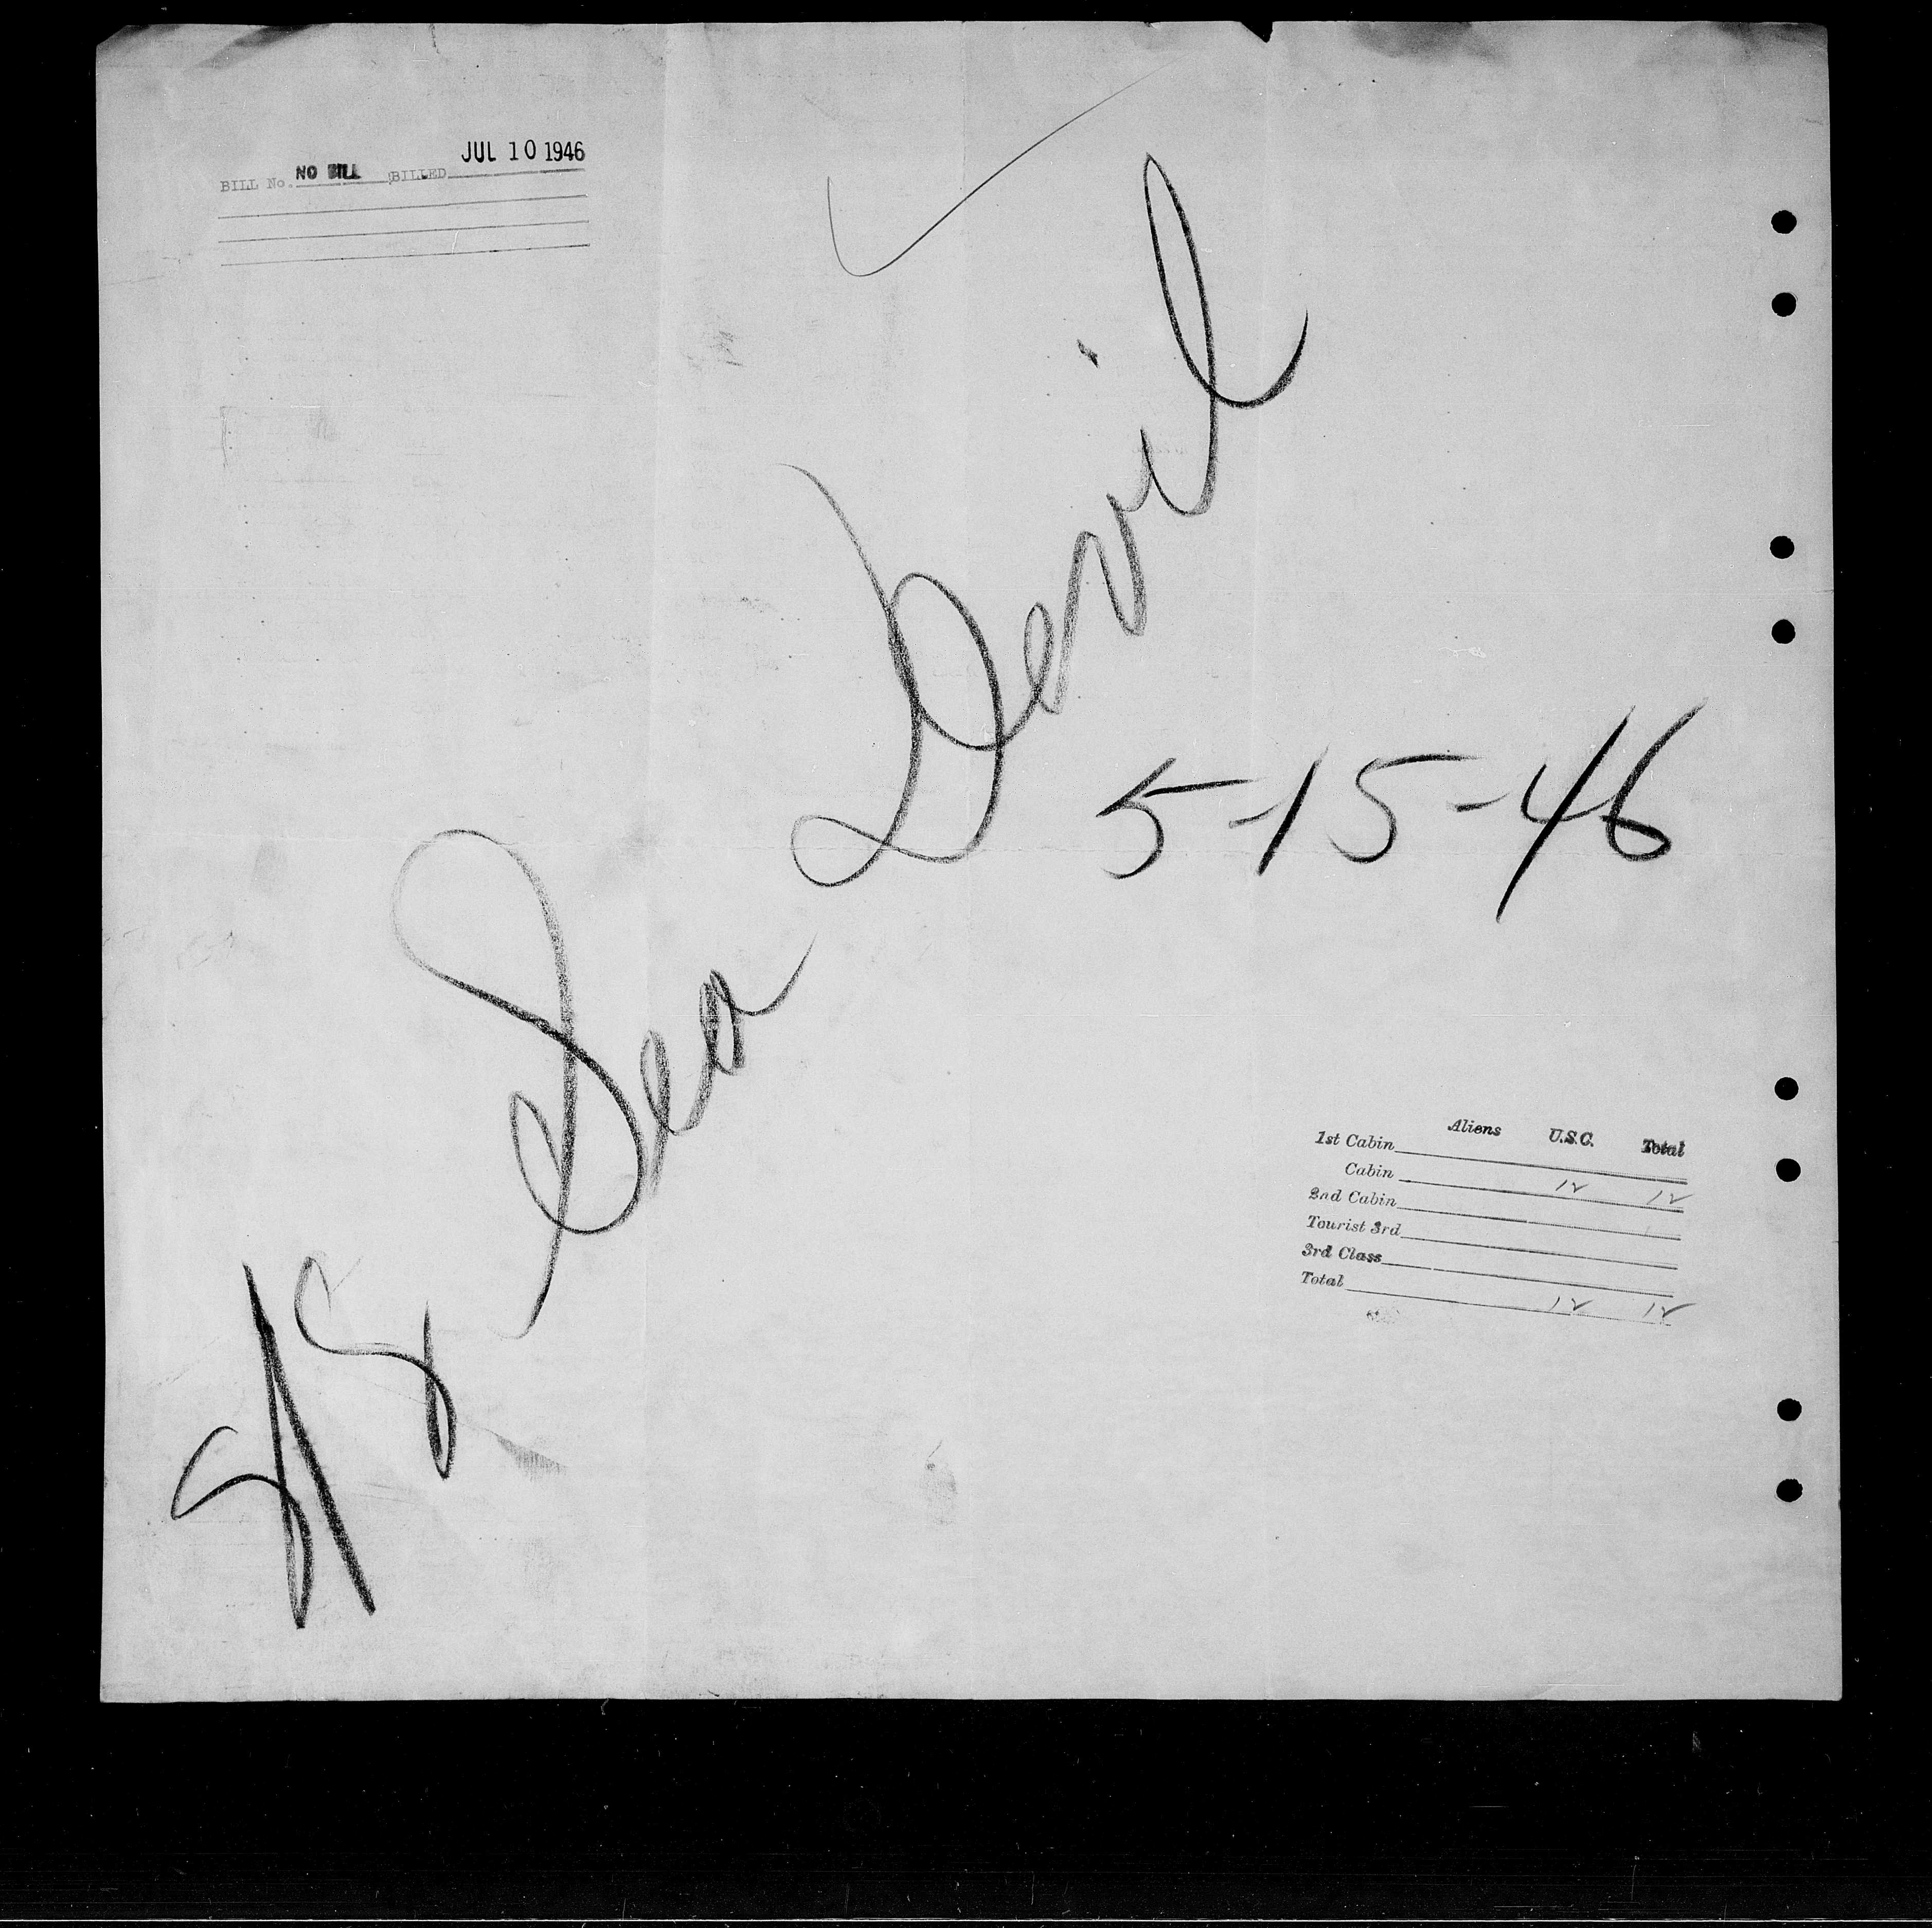 JUL 10 1946
BILL No. NO BILL BILLED
S/S Sea Devil
5-15-46
Aliens U.S.C. Total
1st Cabin
Cabin 12 12
2nd Cabin
Tourist 3rd
3rd Class
Total 12 12